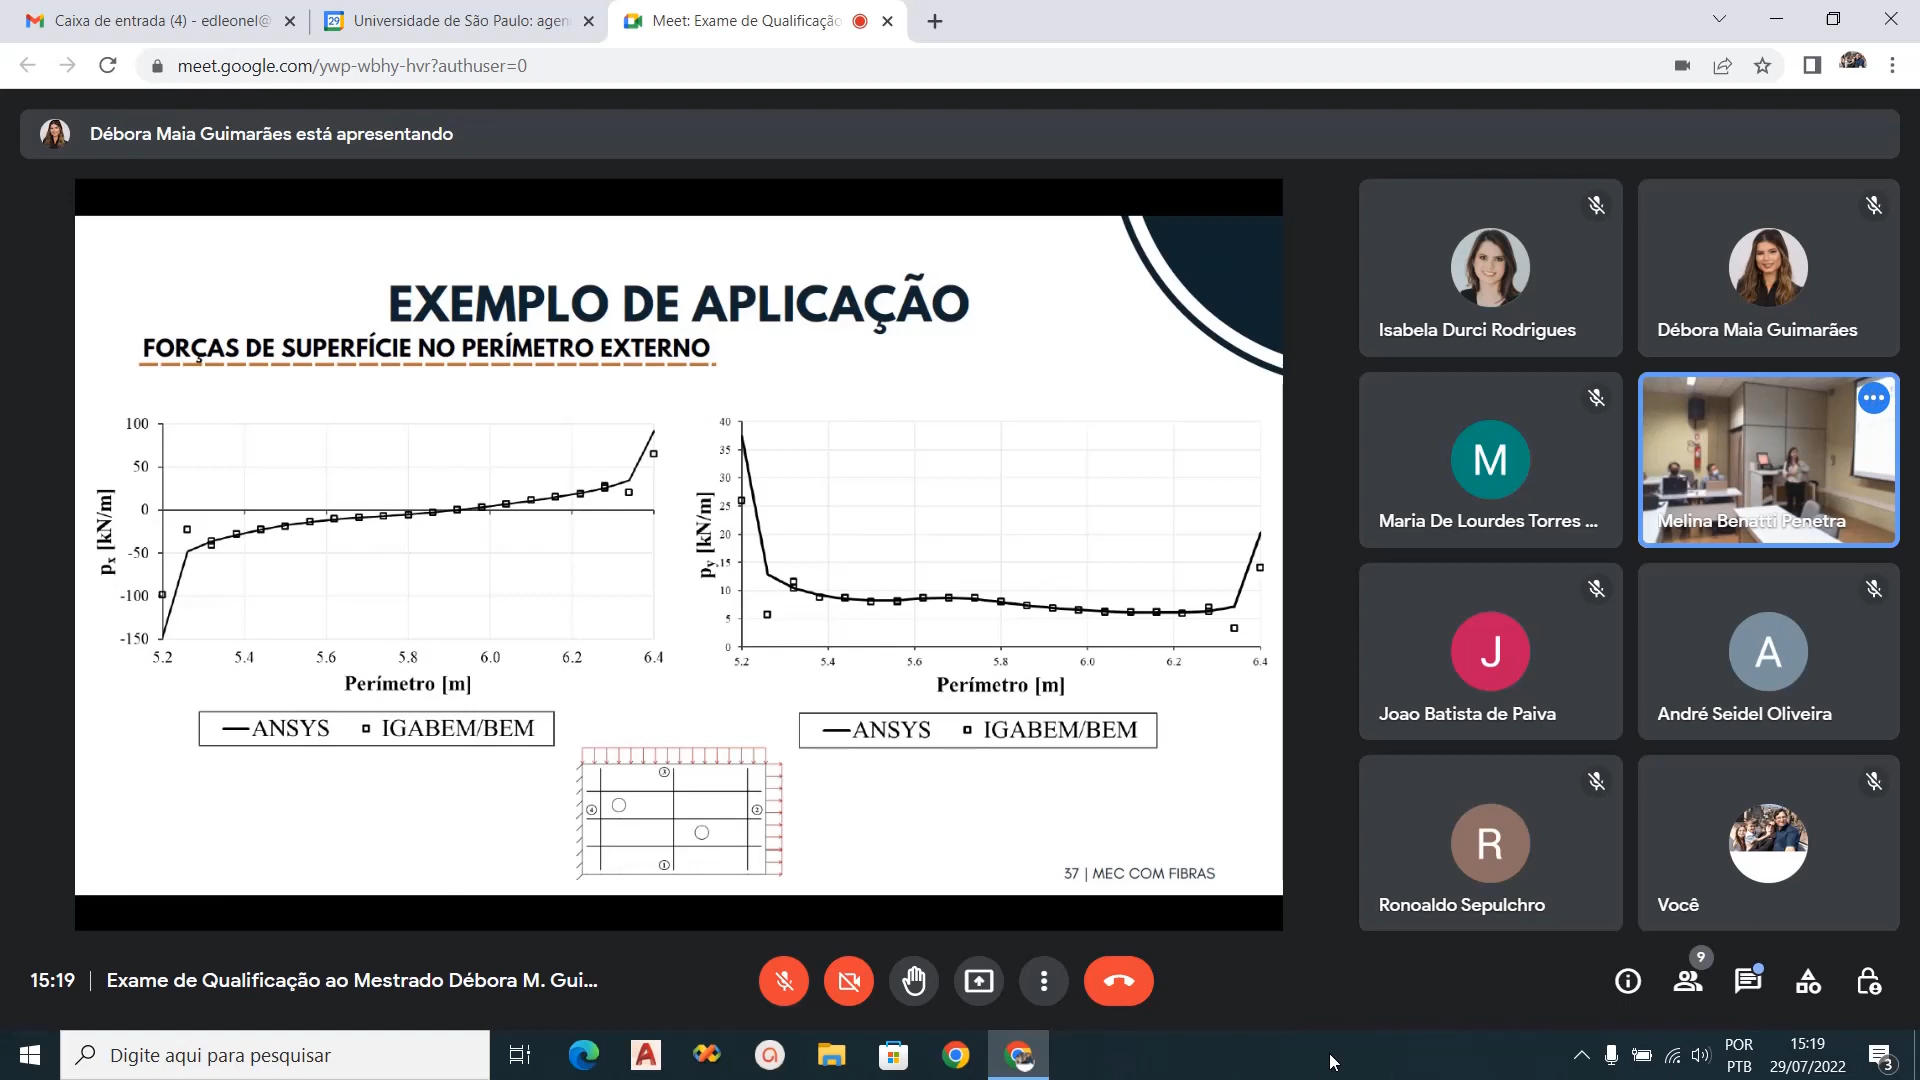 Caixa de entrada (4) - edleonel@
Universidade de São Paulo: agen
Meet: Exame de Qualificação
meet.google.com/ywp-wbhy-hvr?authuser=0
Débora Maia Guimarães está apresentando
EXEMPLO DE APLICAÇÃO
FORÇAS DE SUPERFÍCIE NO PERÍMETRO EXTERNO
100
50
0
-50
-100
-150
px [kN/m]
5.2 5.4 5.6 5.8 6.0 6.2 6.4
Perímetro [m]
ANSYS IGABEM/BEM
40
35
30
25
20
15
10
5
0
py [kN/m]
5.2 5.4 5.6 5.8 6.0 6.2 6.4
Perímetro [m]
ANSYS IGABEM/BEM
3
4
2
1
37 | MEC COM FIBRAS
Isabela Durci Rodrigues
Débora Maia Guimarães
M
Maria De Lourdes Torres ...
Melina Benatti Penetra
J
Joao Batista de Paiva
A
André Seidel Oliveira
R
Ronoaldo Sepulchro
Você
15:19 | Exame de Qualificação ao Mestrado Débora M. Gui...
9
Digite aqui para pesquisar
POR
PTB
15:19
29/07/2022
3